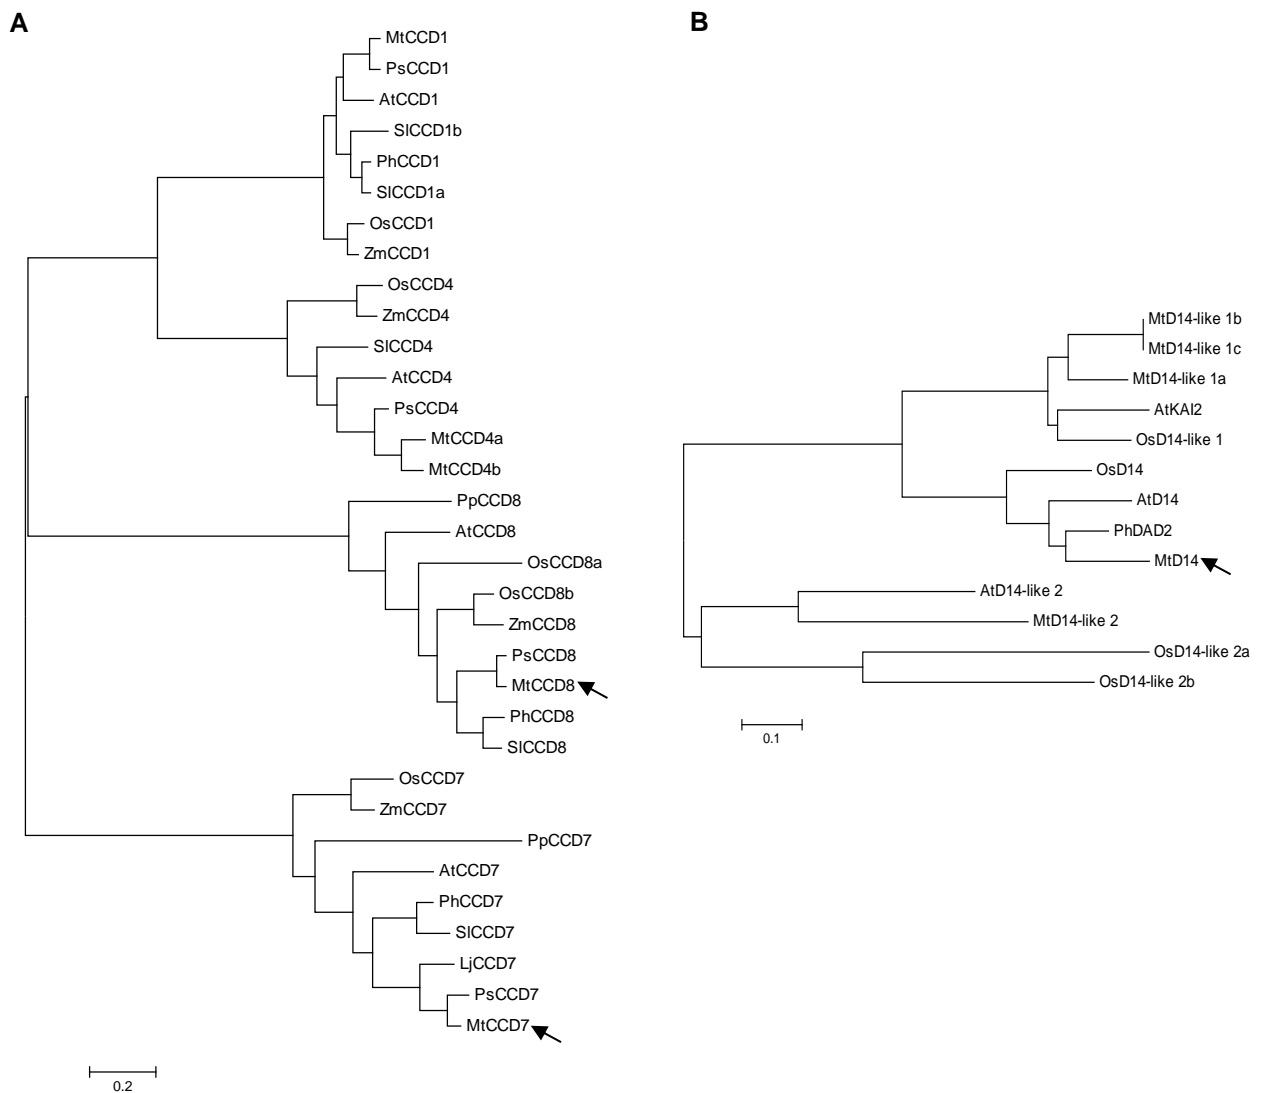 A
MtCCD1
PsCCD1
AtCCD1
SlCCD1b
PhCCD1
SlCCD1a
OsCCD1
ZmCCD1
OsCCD4
ZmCCD4
SlCCD4
AtCCD4
PsCCD4
MtCCD4a
MtCCD4b
PpCCD8
AtCCD8
OsCCD8a
OsCCD8b
ZmCCD8
PsCCD8
MtCCD8
PhCCD8
SlCCD8
OsCCD7
ZmCCD7
PpCCD7
AtCCD7
PhCCD7
SlCCD7
LjCCD7
PsCCD7
MtCCD7
0.2
B
MtD14-like 1b
MtD14-like 1c
MtD14-like 1a
AtKAI2
OsD14-like 1
OsD14
AtD14
PhDAD2
MtD14
AtD14-like 2
MtD14-like 2
OsD14-like 2a
OsD14-like 2b
0.1